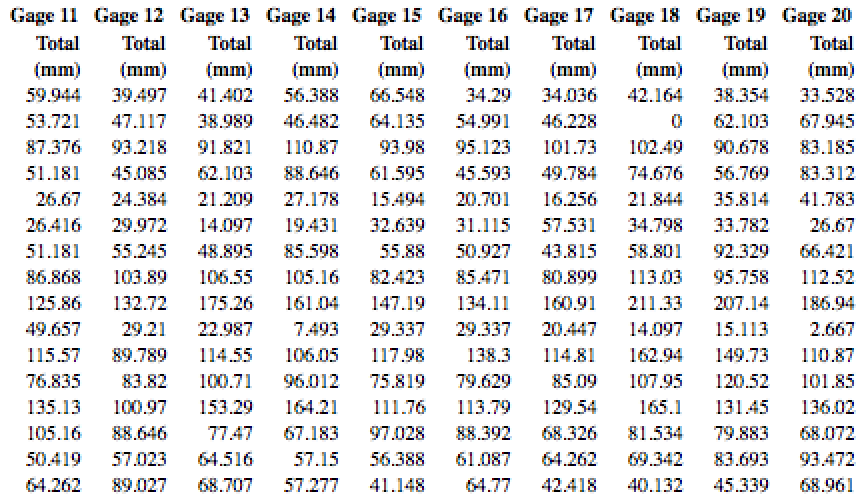 Gage 11 Gage 12 Gage 13 Gage 14 Gage 15 Gage 16 Gage 17 Gage 18 Gage 19 Gage 20
Total Total Total Total Total Total Total Total Total Total
(mm) (mm) (mm) (mm) (mm) (mm) (mm) (mm) (mm) (mm)
59.944 39.497 41.402 56.388 66.548 34.29 34.036 42.164 38.354 33.528
53.721 47.117 38.989 46.482 64.135 54.991 46.228 0 62.103 67.945
87.376 93.218 91.821 110.87 93.98 95.123 101.73 102.49 90.678 83.185
51.181 45.085 62.103 88.646 61.595 45.593 49.784 74.676 56.769 83.312
26.67 24.384 21.209 27.178 15.494 20.701 16.256 21.844 35.814 41.783
26.416 29.972 14.097 19.431 32.639 31.115 57.531 34.798 33.782 26.67
51.181 55.245 48.895 85.598 55.88 50.927 43.815 58.801 92.329 66.421
86.868 103.89 106.55 105.16 82.423 85.471 80.899 113.03 95.758 112.52
125.86 132.72 175.26 161.04 147.19 134.11 160.91 211.33 207.14 186.94
49.657 29.21 22.987 7.493 29.337 29.337 20.447 14.097 15.113 2.667
115.57 89.789 114.55 106.05 117.98 138.3 114.81 162.94 149.73 110.87
76.835 83.82 100.71 96.012 75.819 79.629 85.09 107.95 120.52 101.85
135.13 100.97 153.29 164.21 111.76 113.79 129.54 165.1 131.45 136.02
105.16 88.646 77.47 67.183 97.028 88.392 68.326 81.534 79.883 68.072
50.419 57.023 64.516 57.15 56.388 61.087 64.262 69.342 83.693 93.472
64.262 89.027 68.707 57.277 41.148 64.77 42.418 40.132 45.339 68.961